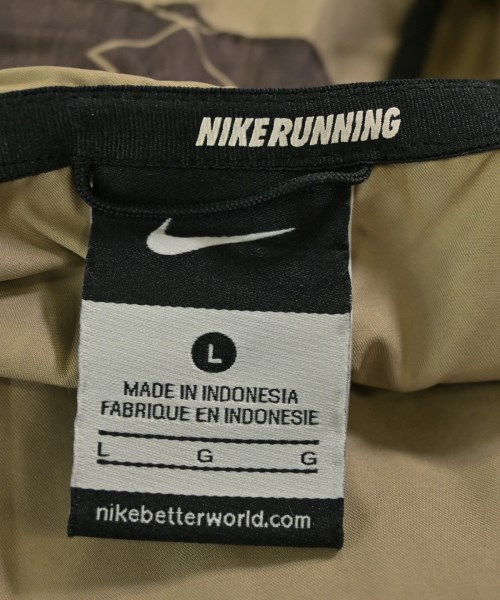 NIKERUNNING
L
MADE IN INDONESIA
FABRIQUE EN INDONESIE
L G G
nikebetterworld.com